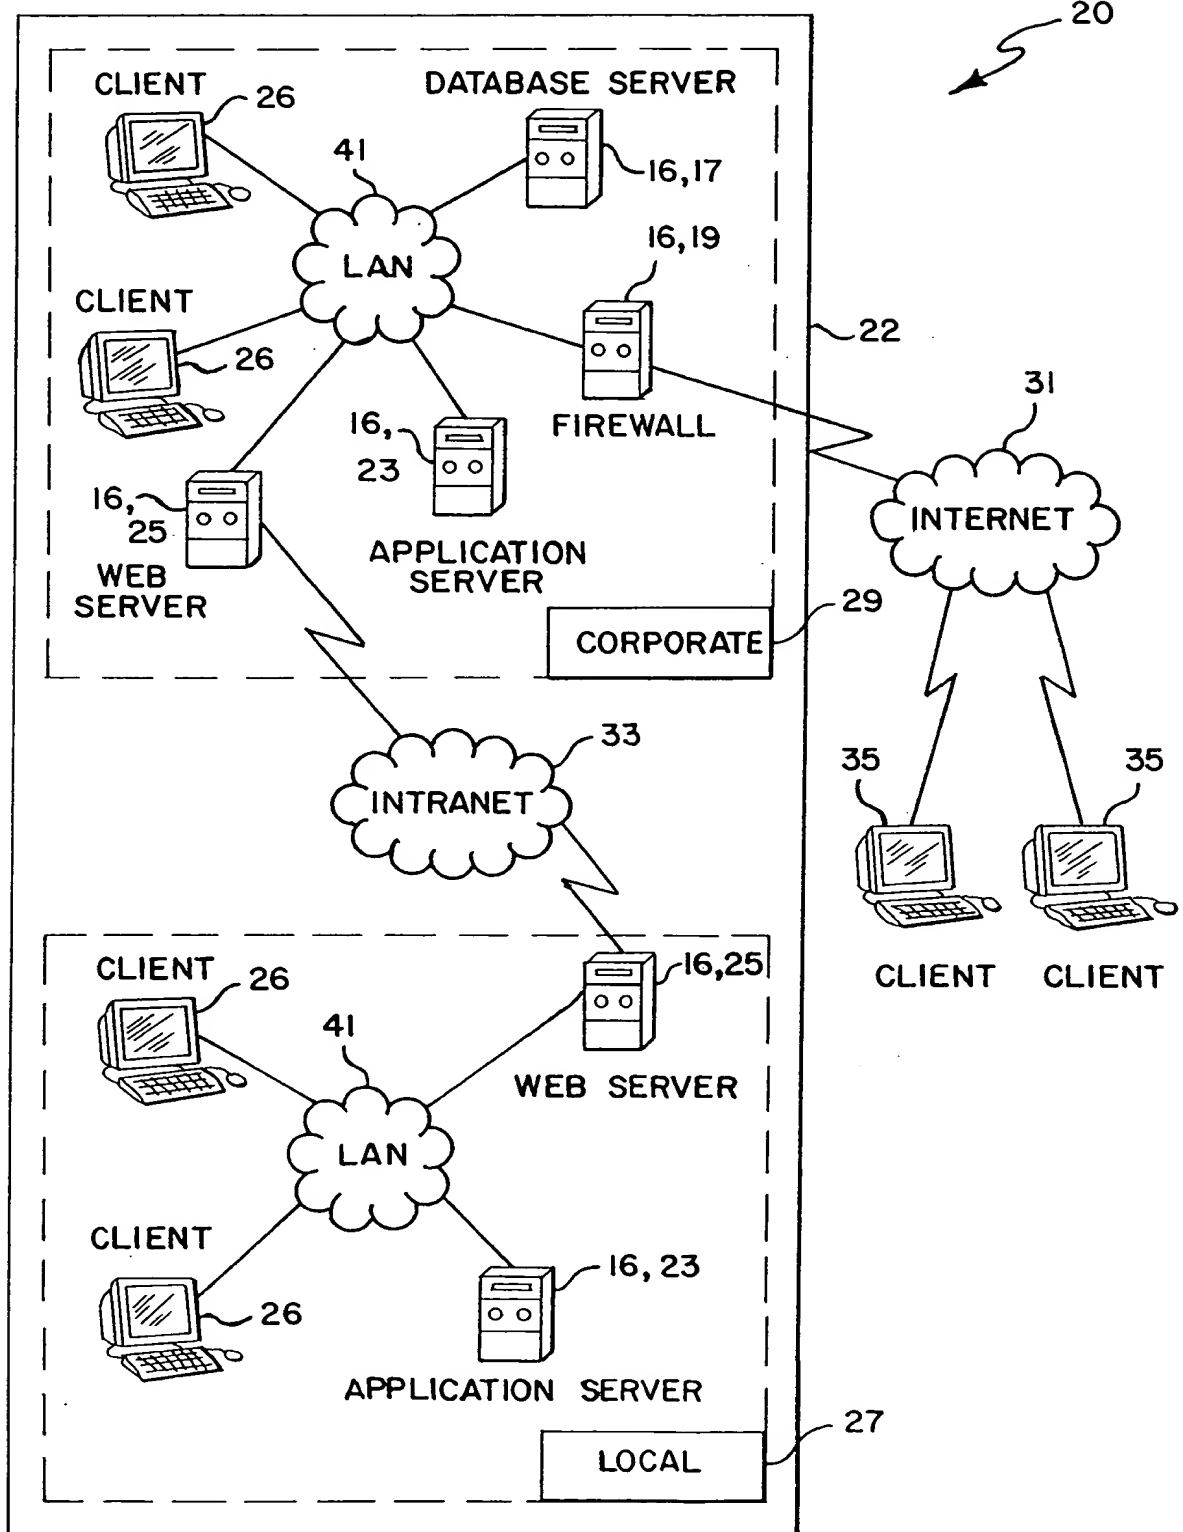 20
CLIENT
26
DATABASE SERVER
16,17
41
LAN
16,19
CLIENT
26
22
FIREWALL
31
INTERNET
16,
23
APPLICATION
SERVER
16,
25
WEB
SERVER
CORPORATE
29
33
INTRANET
35
35
CLIENT
CLIENT
CLIENT
26
16,25
WEB SERVER
41
LAN
CLIENT
26
16,23
APPLICATION SERVER
LOCAL
27